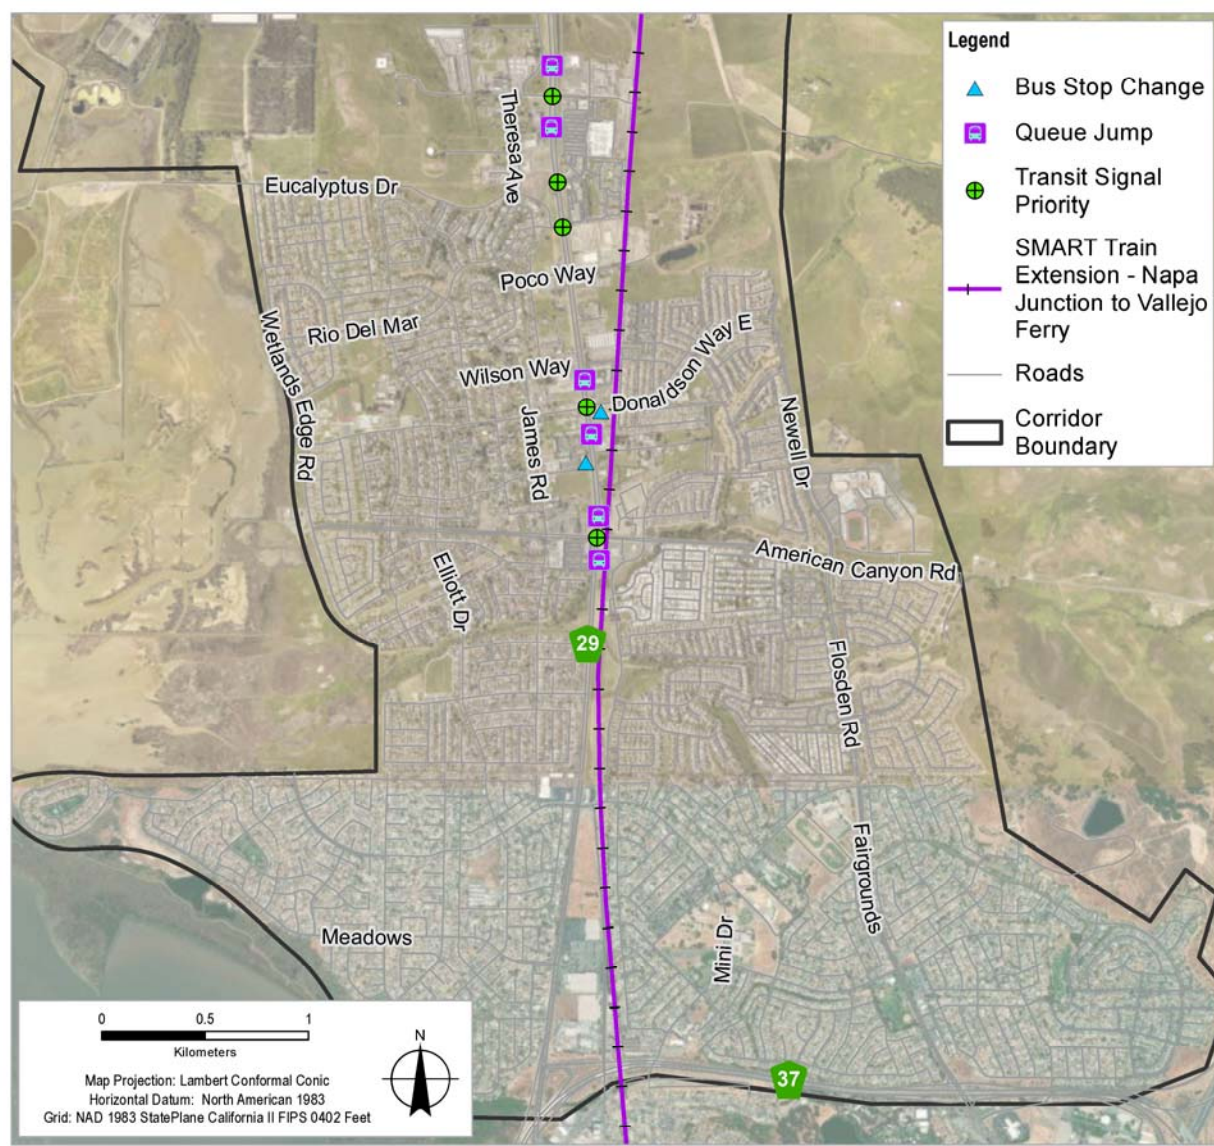 Legend
Bus Stop Change
Queue Jump
Transit Signal
Priority
SMART Train
Extension - Napa
Junction to Vallejo
Ferry
Roads
Corridor
Boundary
Theresa Ave
Eucalyptus Dr
Poco Way
Rio Del Mar
Wetlands Edge Rd
Wilson Way
Donaldson Way E
James Rd
Newell Dr
American Canyon Rd
Elliott Dr
29
Flosden Rd
Fairgrounds
Meadows
Mini Dr
37
0 0.5 1
Kilometers
N
Map Projection: Lambert Conformal Conic
Horizontal Datum: North American 1983
Grid: NAD 1983 StatePlane California II FIPS 0402 Feet